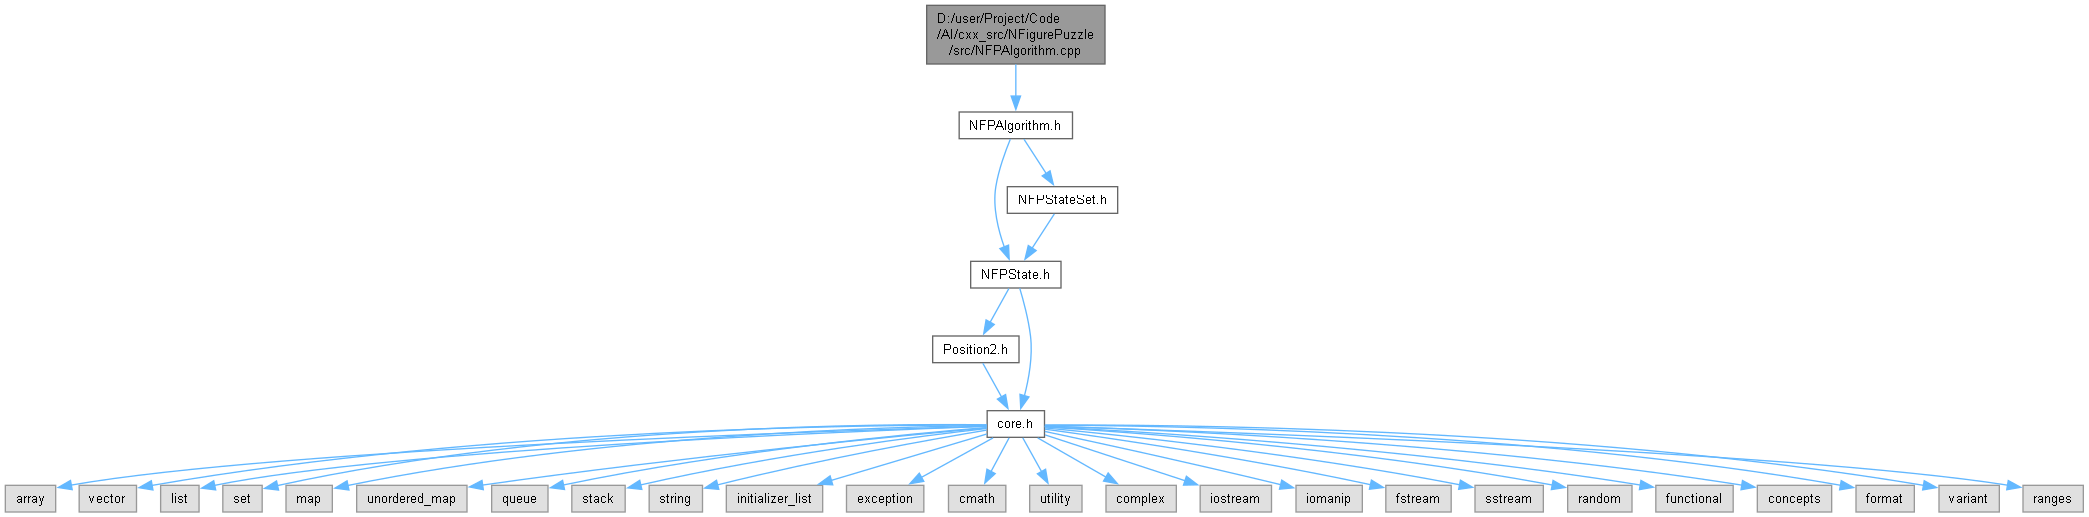 D:/user/Project/Code
/AI/cxx_src/NFigurePuzzle
/src/NFPAlgorithm.cpp
NFPAlgorithm.h
NFPStateSet.h
NFPState.h
Position2.h
core.h
array
vector
list
set
map
unordered_map
queue
stack
string
initializer_list
exception
cmath
utility
complex
iostream
iomanip
fstream
sstream
random
functional
concepts
format
variant
ranges